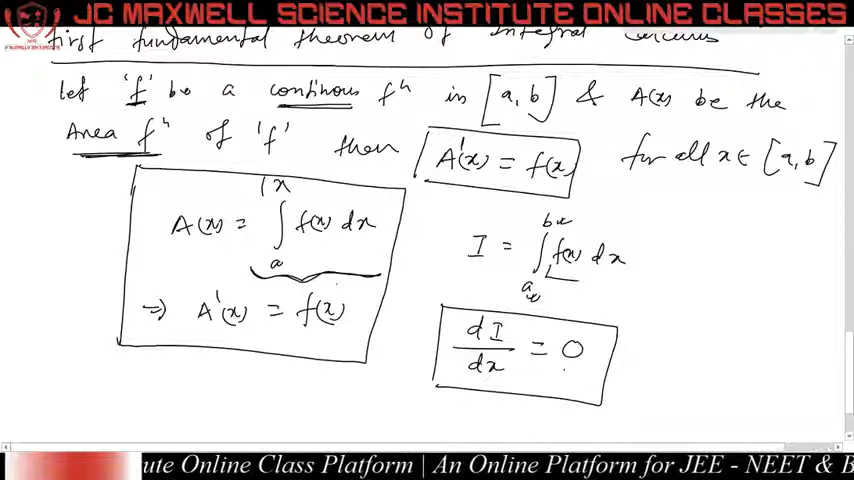 JC MAXWELL SCIENCE INSTITUTE ONLINE CLASSES
first fundamental theorem of Integral Calculus
let 'f' be a continous fⁿ in [a, b] & A(x) be the
Area fⁿ of 'f' then A'(x) = f(x) for all x ∈ [a, b]
A(x) = ∫ₐˣ f(x) dx
⇒ A'(x) = f(x)
I = ∫ₐᵇ f(x) dx
dI/dx = 0
ute Online Class Platform | An Online Platform for JEE - NEET & B